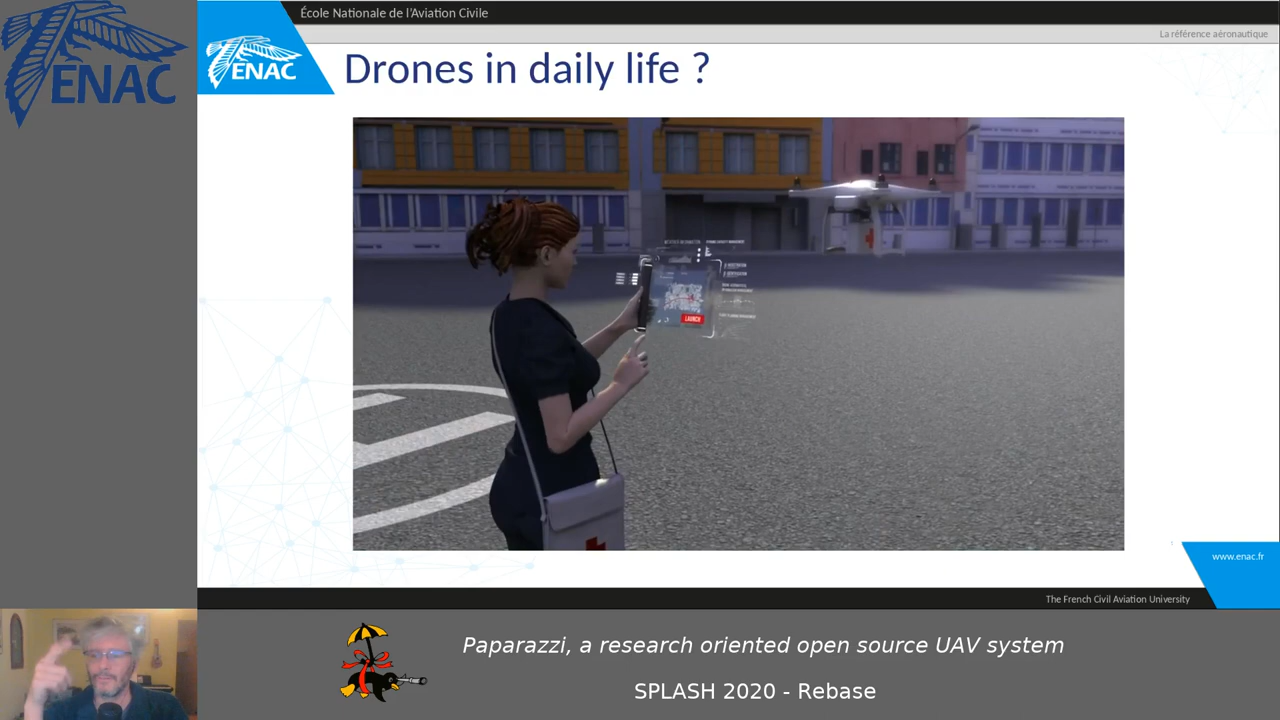 ENAC
École Nationale de l'Aviation Civile
La référence aéronautique
ENAC
Drones in daily life ?
LAUNCH
www.enac.fr
The French Civil Aviation University
Paparazzi, a research oriented open source UAV system
SPLASH 2020 - Rebase